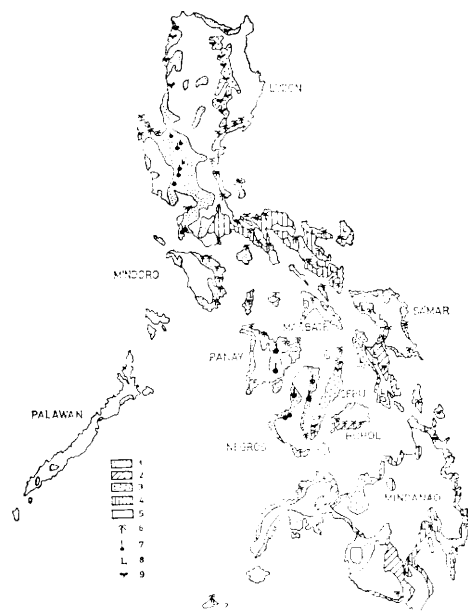 LUZON
MINDORO
MASBATE
SAMAR
PANAY
CEBU
PALAWAN
NEGROS
BOHOL
MINDANAO
1
2
3
4
5
6
7
8
9